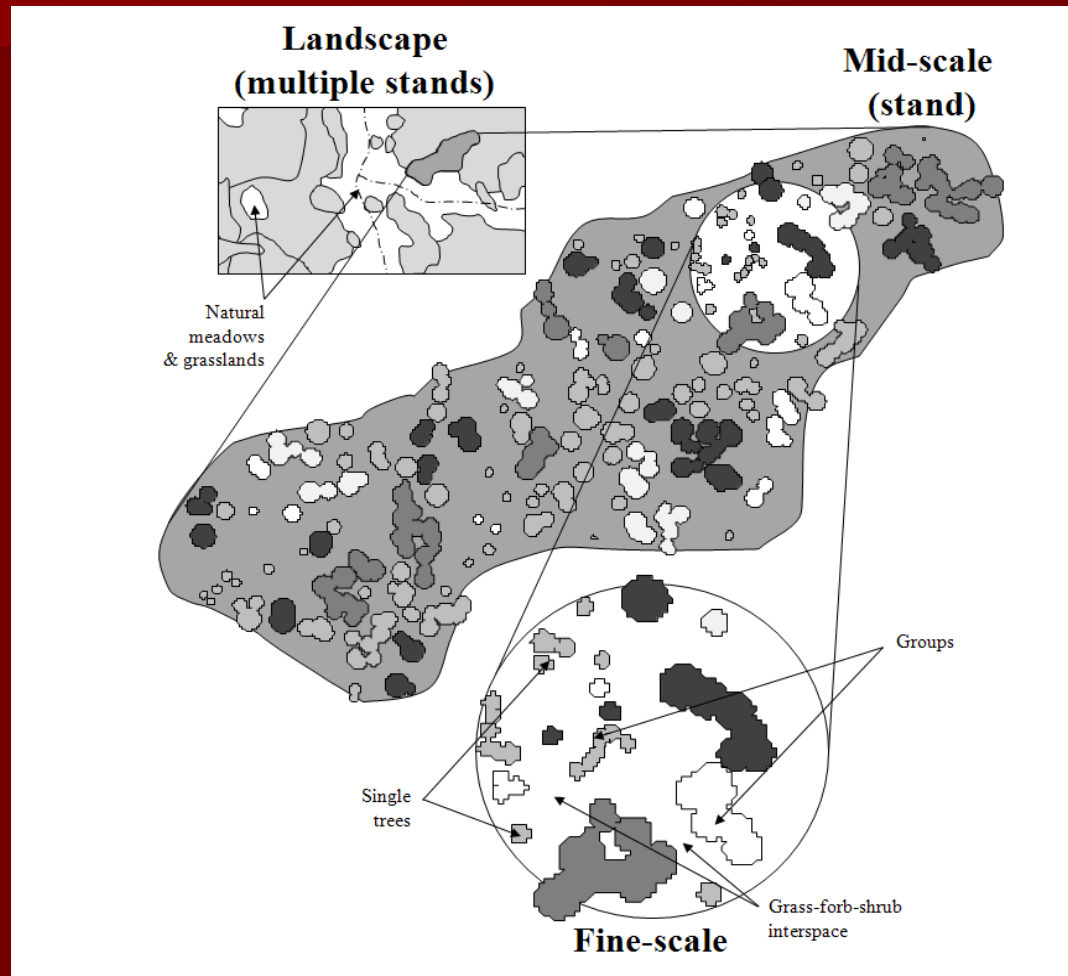 Landscape
(multiple stands)
Mid-scale
(stand)
Natural
meadows
& grasslands
Groups
Single
trees
Grass-forb-shrub
interspace
Fine-scale